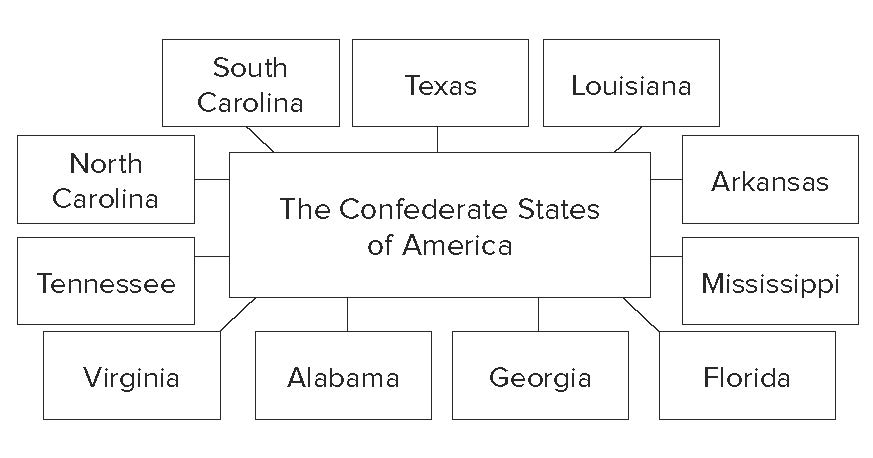 South
Carolina
Texas
Louisiana
North
Carolina
The Confederate States
of America
Arkansas
Tennessee
Mississippi
Virginia
Alabama
Georgia
Florida